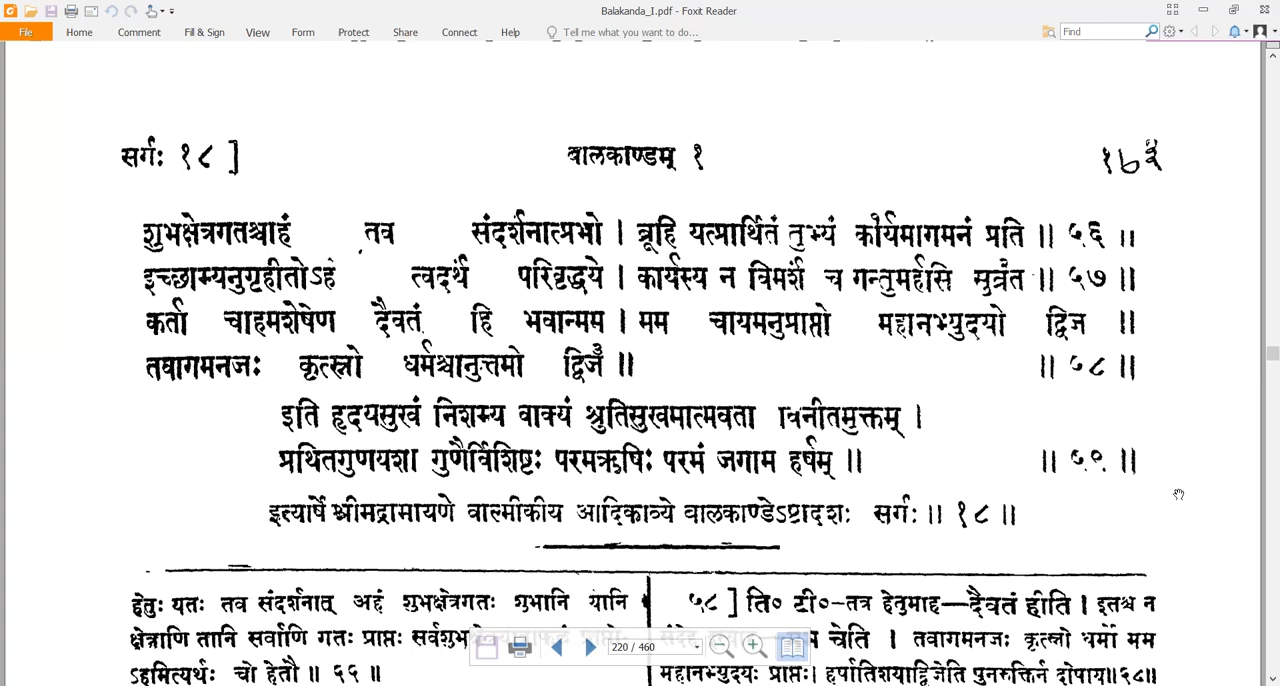 Balakanda_I.pdf - Foxit Reader
File Home Comment Fill & Sign View Form Protect Share Connect Help Tell me what you want to do... Find
सर्गः १८ ] बालकाण्डम् १
शुभक्षेत्रगतश्चाहं तव संदर्शनात्प्रभो । ब्रूहि यत्प्रार्थितं तुभ्यं कार्यमागमनं प्रति ॥ ५६ ॥
इच्छाम्यनुगृहीतोऽहं त्वदर्थं परिवृद्धये । कार्यस्य न विमर्शं च गन्तुमर्हसि सुव्रत ॥ ५७ ॥
कर्ता चाहमशेषेण दैवतं हि भवान्मम । मम चायमनुप्राप्तो महानभ्युदयो द्विज ॥
तवागमनजः कृत्स्नो धर्मश्चानुत्तमो द्विज ॥ ॥ ५८ ॥
इति हृदयसुखं निशम्य वाक्यं श्रुतिसुखमात्मवता विनीतमुक्तम् ।
प्रथितगुणयशा गुणैर्विशिष्टः परमऋषिः परमं जगाम हर्षम् ॥ ॥ ५९ ॥
इत्यार्षे श्रीमद्रामायणे वाल्मीकीय आदिकाव्ये बालकाण्डेऽष्टादशः सर्गः ॥ १८ ॥
हेतुः यतः तव संदर्शनात् अहं शुभक्षेत्रगतः शुभानि यानि
क्षेत्राणि तानि सर्वाणि गतः प्राप्तः
ऽहमित्यर्थः चो हेतौ ॥ ५६ ॥
५८ ] ति० टी०-तत्र हेतुमाह—दैवतं हीति । इतश्च न
चेति । तवागमनजः कृत्स्नो धर्मो मम
महानभ्युदयः प्राप्तः । हर्षातिशयाद्द्विजेति पुनरुक्तिर्न दोषाय॥५८॥
220 / 460